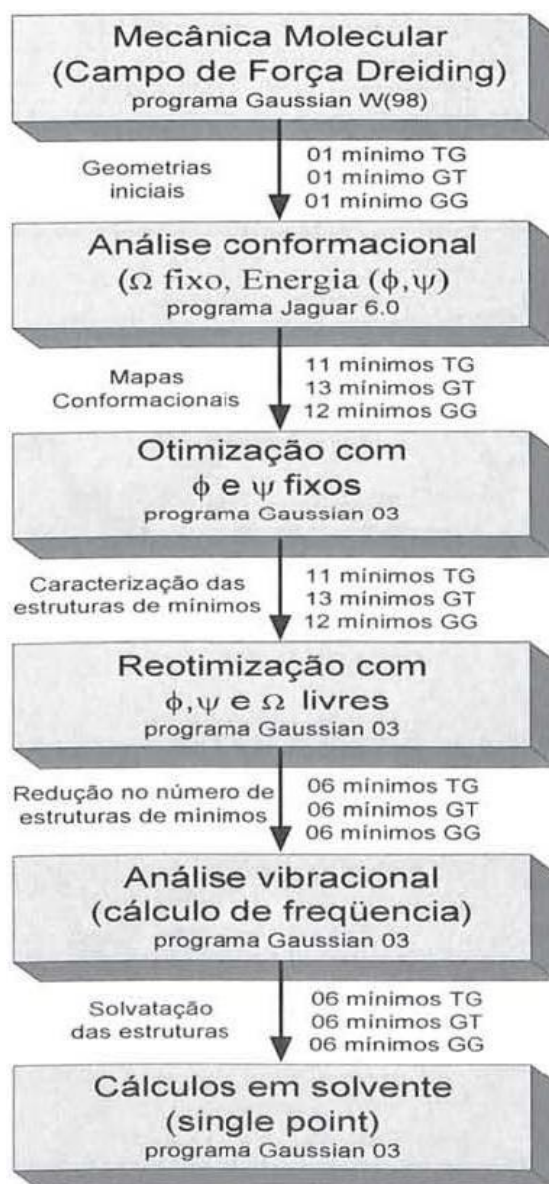 Mecânica Molecular
(Campo de Força Dreiding)
programa Gaussian W(98)
Geometrias
iniciais
01 mínimo TG
01 mínimo GT
01 mínimo GG
Análise conformacional
(Ω fixo, Energia (ϕ,ψ)
programa Jaguar 6.0
Mapas
Conformacionais
11 mínimos TG
13 mínimos GT
12 mínimos GG
Otimização com
ϕ e ψ fixos
programa Gaussian 03
Caracterização das
estruturas de mínimos
11 mínimos TG
13 mínimos GT
12 mínimos GG
Reotimização com
ϕ,ψ e Ω livres
programa Gaussian 03
Redução no número de
estruturas de mínimos
06 mínimos TG
06 mínimos GT
06 mínimos GG
Análise vibracional
(cálculo de freqüencia)
programa Gaussian 03
Solvatação
das estruturas
06 mínimos TG
06 mínimos GT
06 mínimos GG
Cálculos em solvente
(single point)
programa Gaussian 03